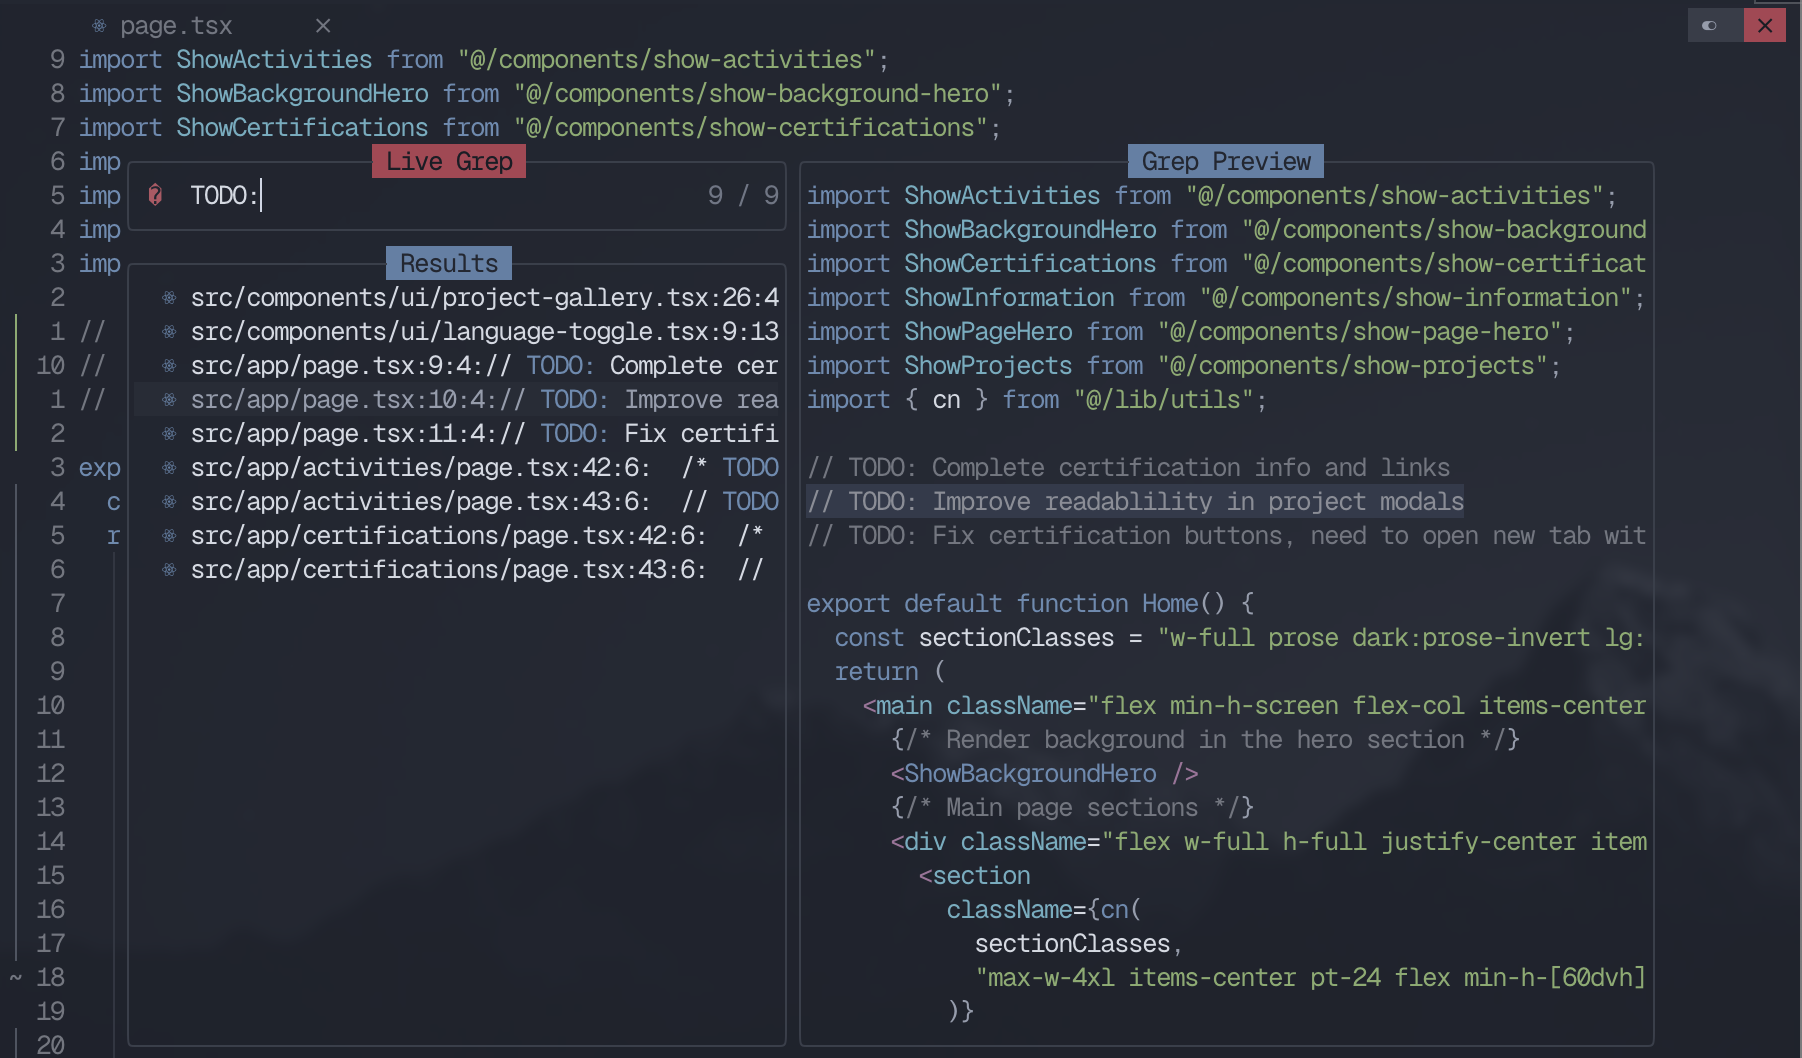 page.tsx
9 import ShowActivities from "@/components/show-activities";
8 import ShowBackgroundHero from "@/components/show-background-hero";
7 import ShowCertifications from "@/components/show-certifications";
6 imp
5 imp
4 imp
3 imp
2
1 //
10 //
1 //
2
3 exp
4 c
5 r
6
7
8
9
10
11
12
13
14
15
16
17
~ 18
19
20
Live Grep
TODO: 9 / 9
Results
src/components/ui/project-gallery.tsx:26:4
src/components/ui/language-toggle.tsx:9:13
src/app/page.tsx:9:4:// TODO: Complete cer
src/app/page.tsx:10:4:// TODO: Improve rea
src/app/page.tsx:11:4:// TODO: Fix certifi
src/app/activities/page.tsx:42:6: /* TODO
src/app/activities/page.tsx:43:6: // TODO
src/app/certifications/page.tsx:42:6: /*
src/app/certifications/page.tsx:43:6: //
Grep Preview
import ShowActivities from "@/components/show-activities";
import ShowBackgroundHero from "@/components/show-background
import ShowCertifications from "@/components/show-certificat
import ShowInformation from "@/components/show-information";
import ShowPageHero from "@/components/show-page-hero";
import ShowProjects from "@/components/show-projects";
import { cn } from "@/lib/utils";
// TODO: Complete certification info and links
// TODO: Improve readablility in project modals
// TODO: Fix certification buttons, need to open new tab wit
export default function Home() {
const sectionClasses = "w-full prose dark:prose-invert lg:
return (
<main className="flex min-h-screen flex-col items-center
{/* Render background in the hero section */}
<ShowBackgroundHero />
{/* Main page sections */}
<div className="flex w-full h-full justify-center item
<section
className={cn(
sectionClasses,
"max-w-4xl items-center pt-24 flex min-h-[60dvh]
)}